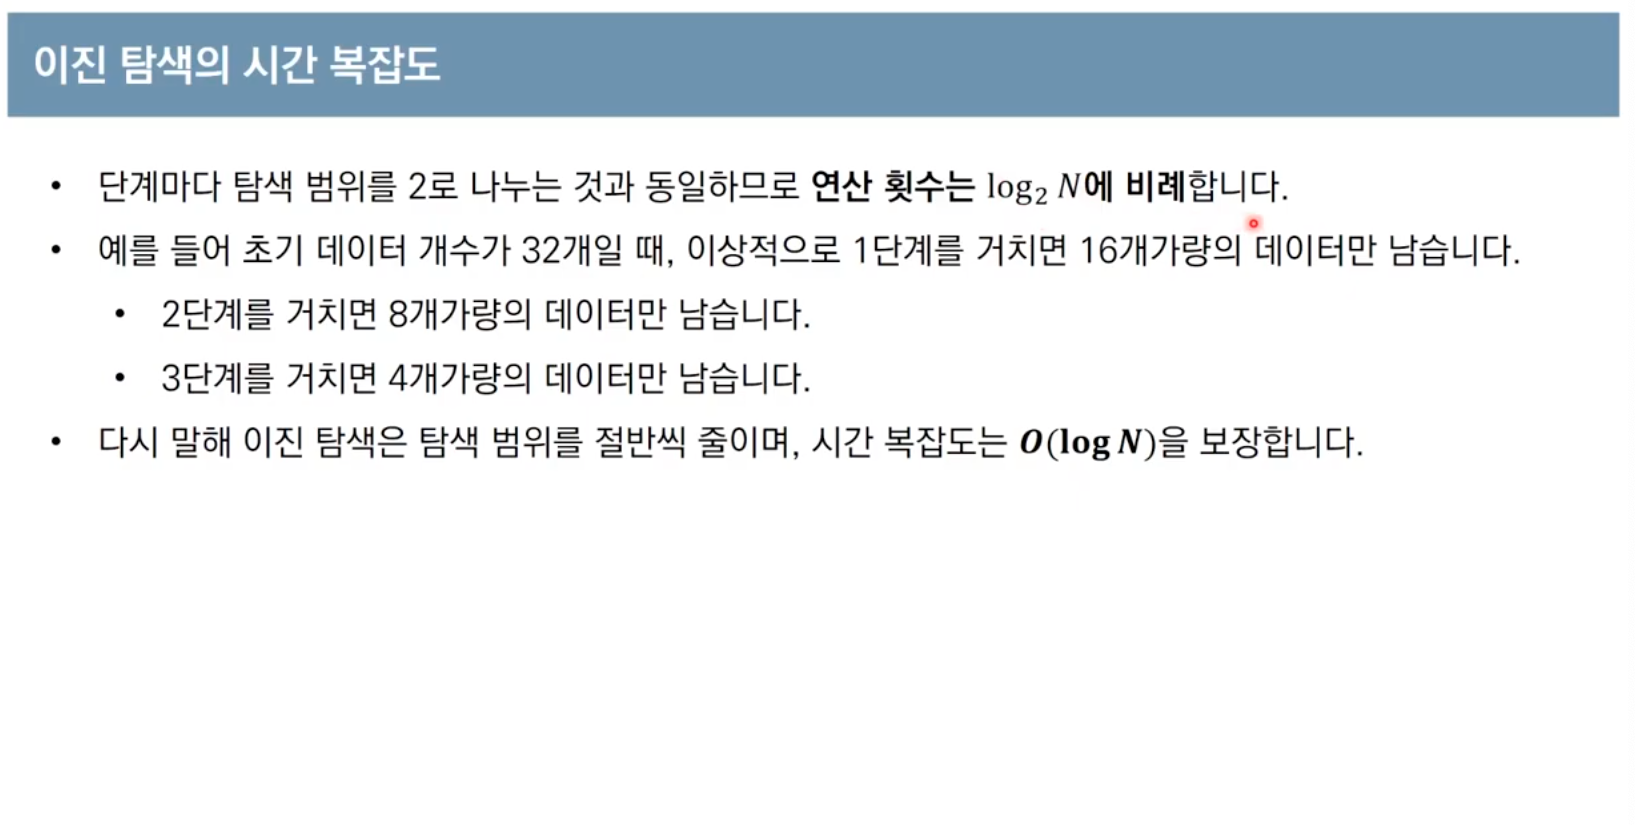 이진 탐색의 시간 복잡도
• 단계마다 탐색 범위를 2로 나누는 것과 동일하므로 연산 횟수는 log₂ N에 비례합니다.
• 예를 들어 초기 데이터 개수가 32개일 때, 이상적으로 1단계를 거치면 16개가량의 데이터만 남습니다.
• 2단계를 거치면 8개가량의 데이터만 남습니다.
• 3단계를 거치면 4개가량의 데이터만 남습니다.
• 다시 말해 이진 탐색은 탐색 범위를 절반씩 줄이며, 시간 복잡도는 O(log N)을 보장합니다.